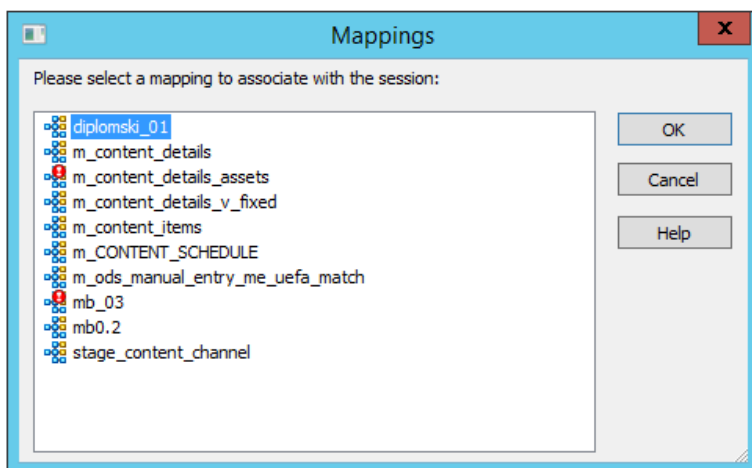 Mappings
x
Please select a mapping to associate with the session:
diplomski_01
m_content_details
m_content_details_assets
m_content_details_v_fixed
m_content_items
m_CONTENT_SCHEDULE
m_ods_manual_entry_me_uefa_match
mb_03
mb0.2
stage_content_channel
OK
Cancel
Help